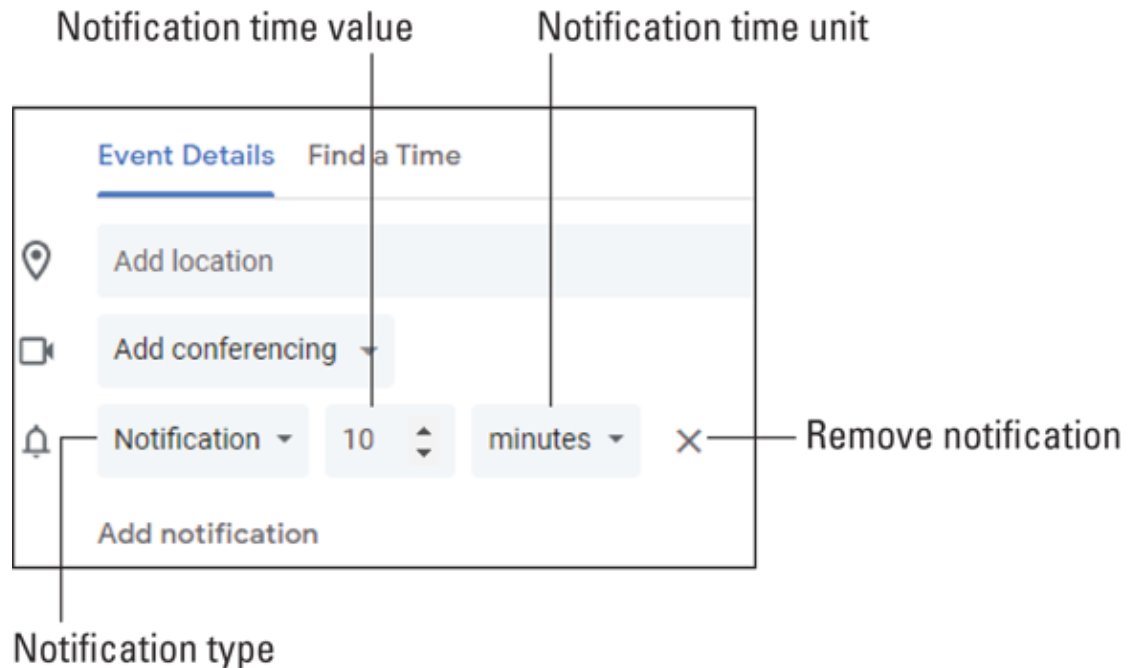 Notification time value Notification time unit
Event Details Find a Time
Add location
Add conferencing
Notification 10 minutes Remove notification
Add notification
Notification type